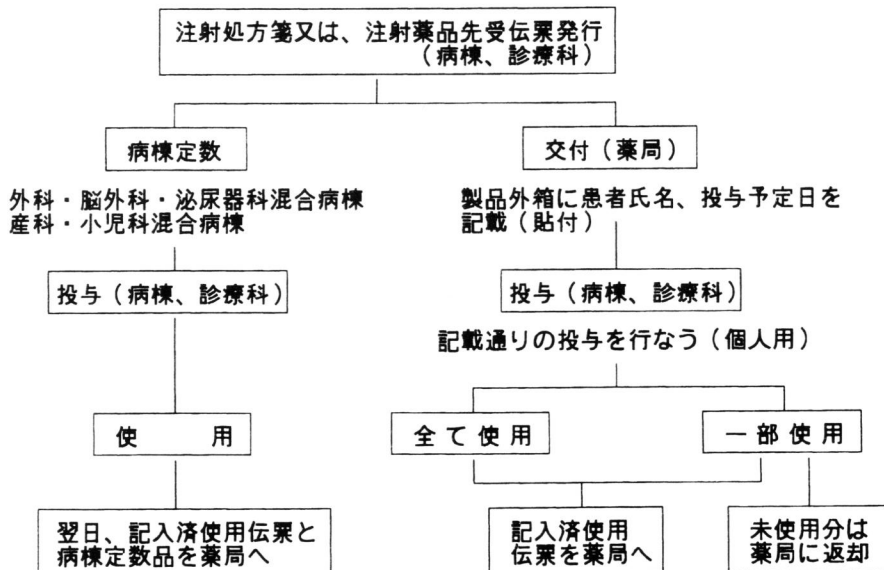 注射処方箋又は、注射薬品先受伝票発行
（病棟、診療科）
病棟定数
交付（薬局）
外科・脳外科・泌尿器科混合病棟
産科・小児科混合病棟
製品外箱に患者氏名、投与予定日を
記載（貼付）
投与（病棟、診療科）
投与（病棟、診療科）
記載通りの投与を行なう（個人用）
使　　用
全て使用
一部使用
翌日、記入済使用伝票と
病棟定数品を薬局へ
記入済使用
伝票を薬局へ
未使用分は
薬局に返却